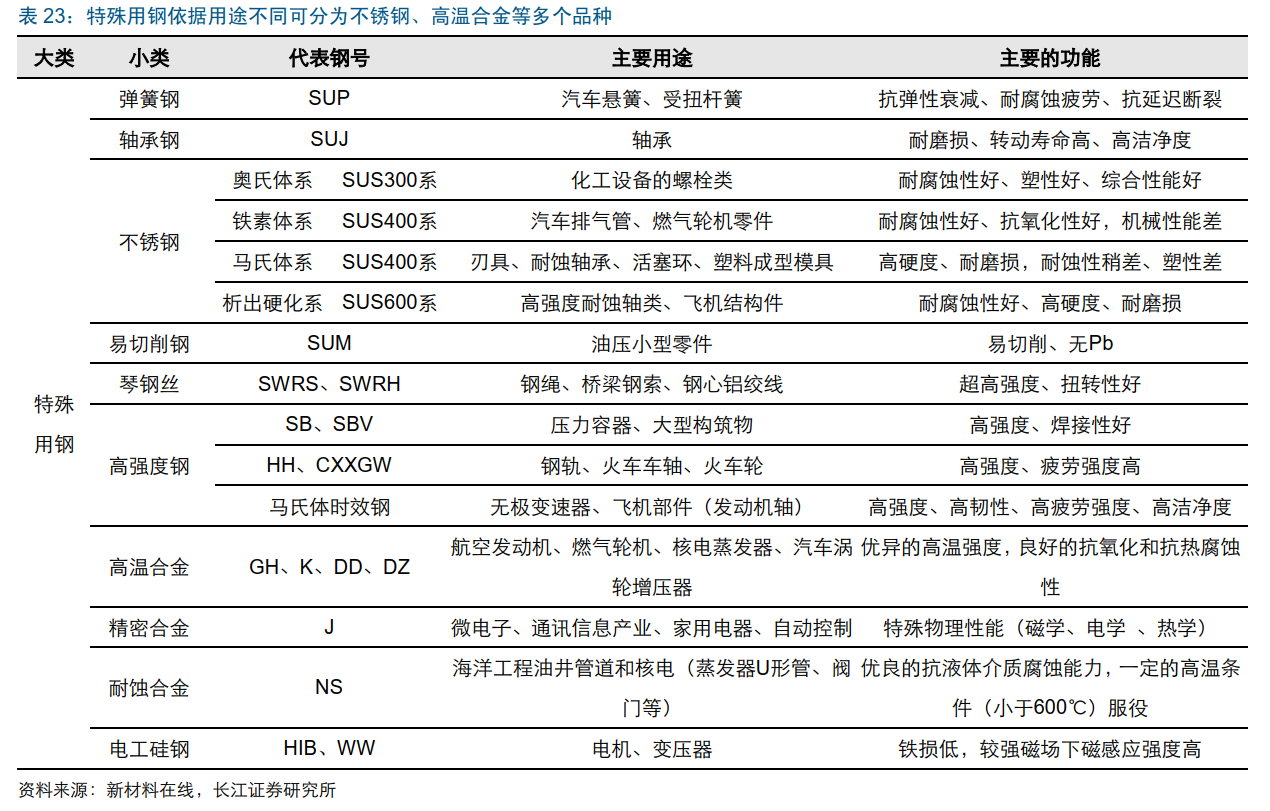 表 23：特殊用钢依据用途不同可分为不锈钢、高温合金等多个品种
大类 小类 代表钢号 主要用途 主要的功能
特殊
用钢
弹簧钢 SUP 汽车悬簧、受扭杆簧 抗弹性衰减、耐腐蚀疲劳、抗延迟断裂
轴承钢 SUJ 轴承 耐磨损、转动寿命高、高洁净度
不锈钢
奥氏体系 SUS300系 化工设备的螺栓类 耐腐蚀性好、塑性好、综合性能好
铁素体系 SUS400系 汽车排气管、燃气轮机零件 耐腐蚀性好、抗氧化性好，机械性能差
马氏体系 SUS400系 刃具、耐蚀轴承、活塞环、塑料成型模具 高硬度、耐磨损，耐蚀性稍差、塑性差
析出硬化系 SUS600系 高强度耐蚀轴类、飞机结构件 耐腐蚀性好、高硬度、耐磨损
易切削钢 SUM 油压小型零件 易切削、无Pb
琴钢丝 SWRS、SWRH 钢绳、桥梁钢索、钢心铝绞线 超高强度、扭转性好
高强度钢
SB、SBV 压力容器、大型构筑物 高强度、焊接性好
HH、CXXGW 钢轨、火车车轴、火车轮 高强度、疲劳强度高
马氏体时效钢 无极变速器、飞机部件（发动机轴） 高强度、高韧性、高疲劳强度、高洁净度
高温合金 GH、K、DD、DZ
航空发动机、燃气轮机、核电蒸发器、汽车涡
轮增压器
优异的高温强度，良好的抗氧化和抗热腐蚀
性
精密合金 J 微电子、通讯信息产业、家用电器、自动控制 特殊物理性能（磁学、电学 、热学）
耐蚀合金 NS
海洋工程油井管道和核电（蒸发器U形管、阀
门等）
优良的抗液体介质腐蚀能力，一定的高温条
件（小于600℃）服役
电工硅钢 HIB、WW 电机、变压器 铁损低，较强磁场下磁感应强度高
资料来源：新材料在线，长江证券研究所